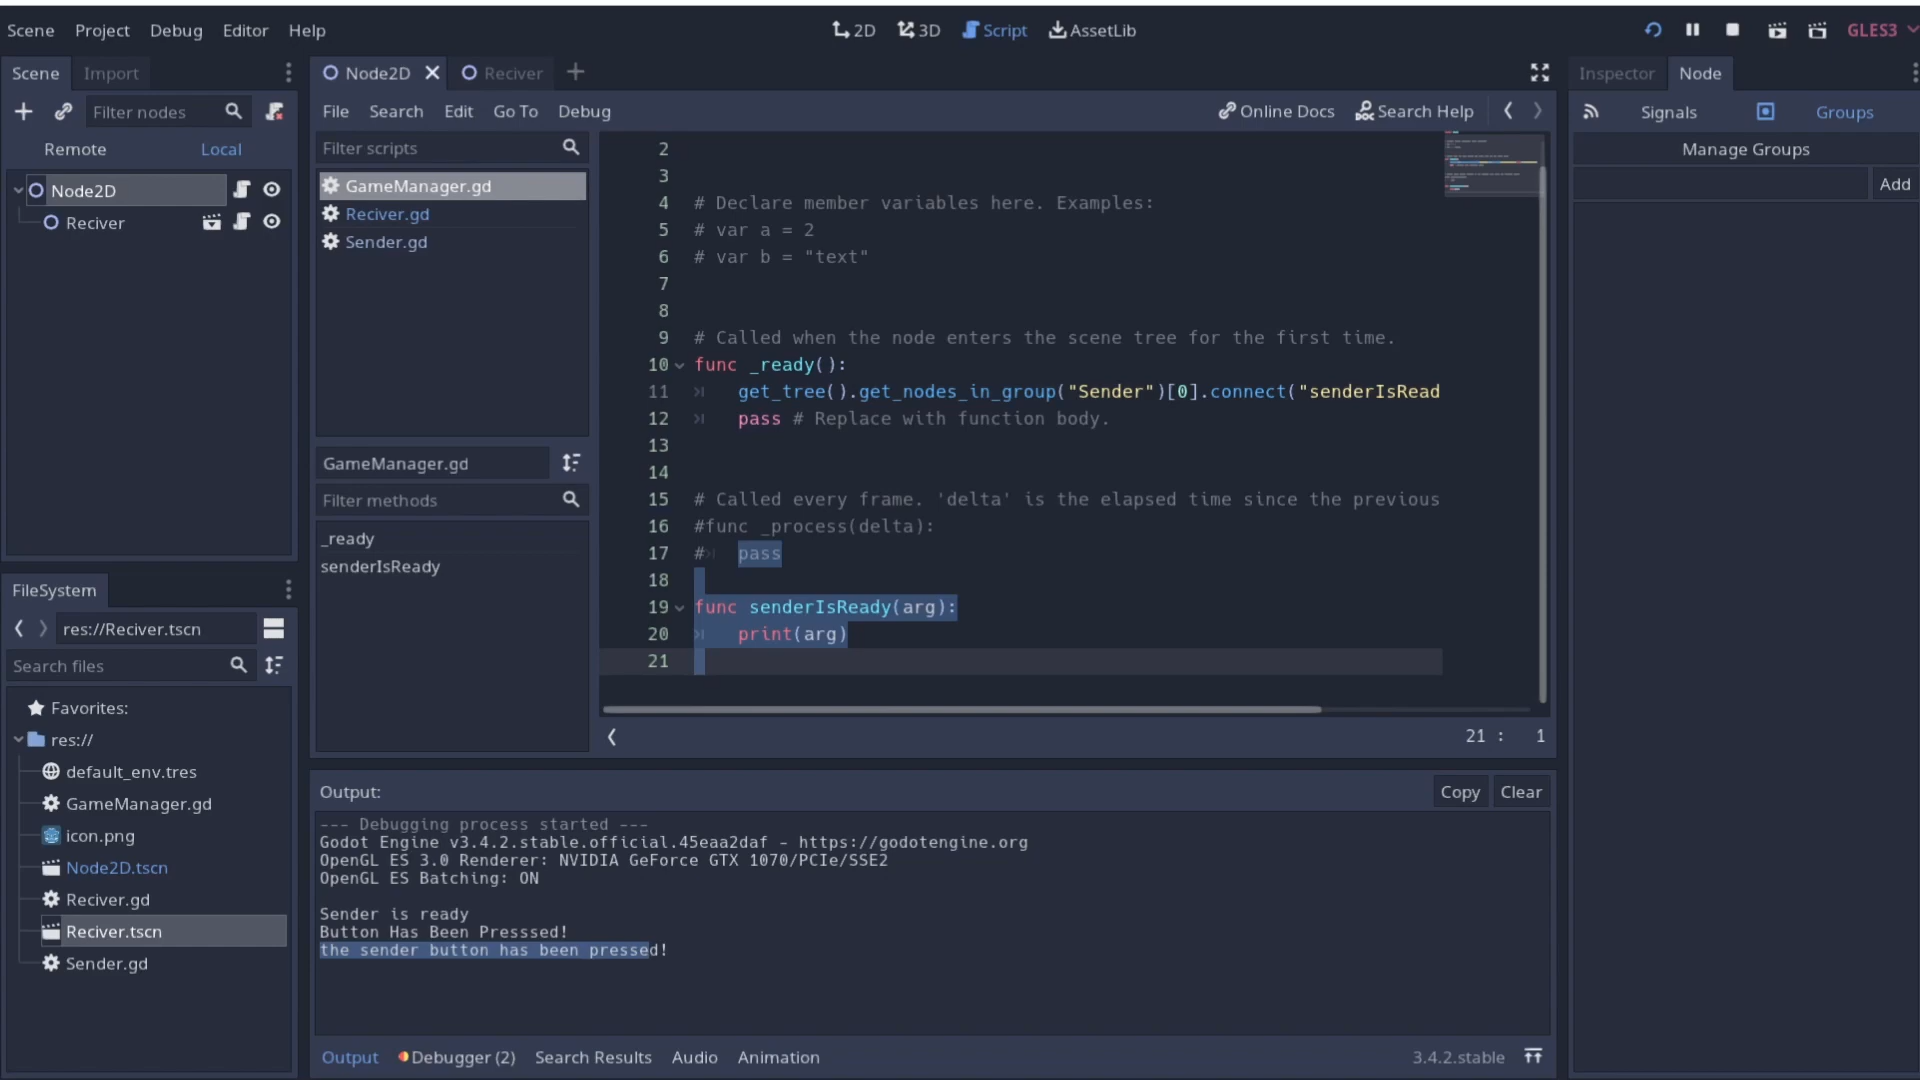 Scene Project Debug Editor Help
2D 3D Script AssetLib
GLES3
Scene Import
Filter nodes
Remote Local
Node2D
Reciver
FileSystem
res://Reciver.tscn
Search files
Favorites:
res://
default_env.tres
GameManager.gd
icon.png
Node2D.tscn
Reciver.gd
Reciver.tscn
Sender.gd
Node2D Reciver
File Search Edit Go To Debug
Online Docs Search Help
Filter scripts
GameManager.gd
Reciver.gd
Sender.gd
GameManager.gd
Filter methods
_ready
senderIsReady
2
3
4 # Declare member variables here. Examples:
5 # var a = 2
6 # var b = "text"
7
8
9 # Called when the node enters the scene tree for the first time.
10 func _ready():
11 get_tree().get_nodes_in_group("Sender")[0].connect("senderIsRead
12 pass # Replace with function body.
13
14
15 # Called every frame. 'delta' is the elapsed time since the previous
16 #func _process(delta):
17 # pass
18
19 func senderIsReady(arg):
20 print(arg)
21
21 : 1
Output:
Copy Clear
--- Debugging process started ---
Godot Engine v3.4.2.stable.official.45eaa2daf - https://godotengine.org
OpenGL ES 3.0 Renderer: NVIDIA GeForce GTX 1070/PCIe/SSE2
OpenGL ES Batching: ON
Sender is ready
Button Has Been Presssed!
the sender button has been pressed!
Output Debugger (2) Search Results Audio Animation
3.4.2.stable
Inspector Node
Signals Groups
Manage Groups
Add